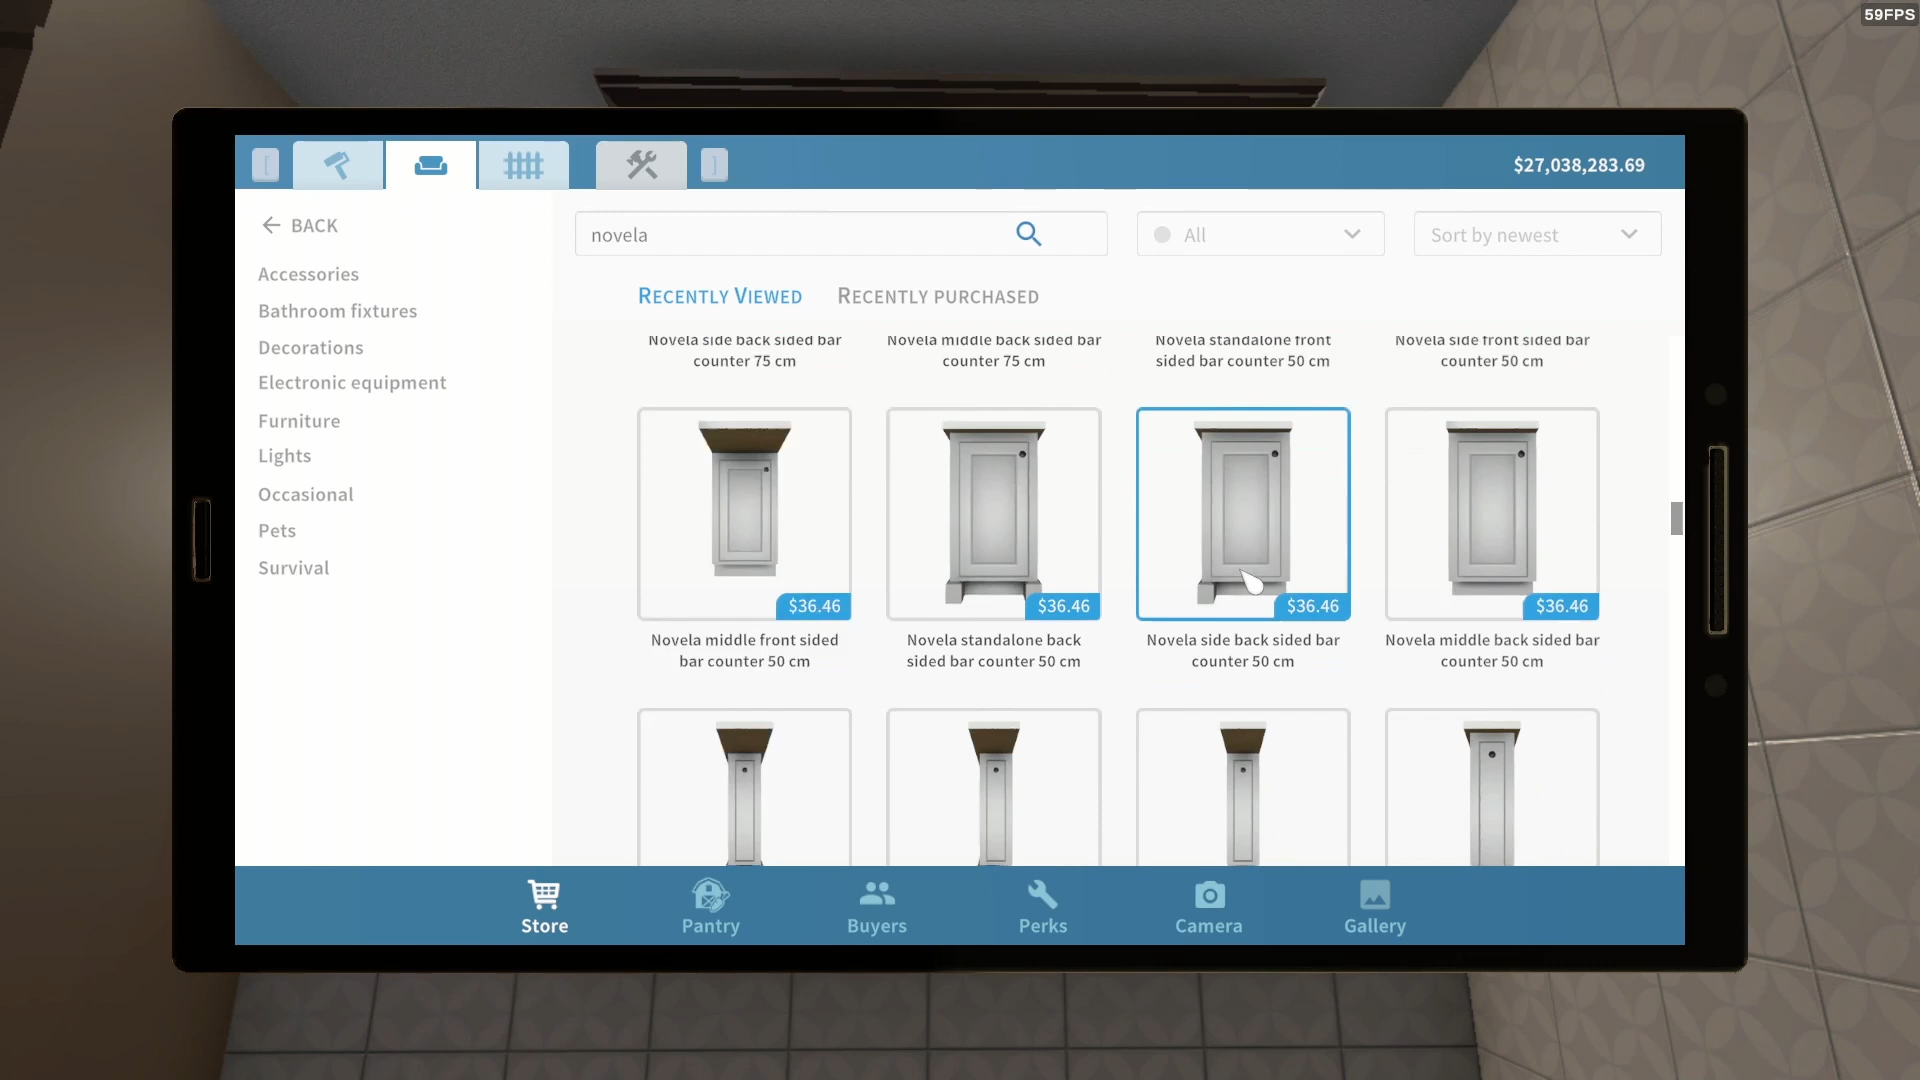 59FPS
[
]
$27,038,283.69
BACK
novela
All
Sort by newest
Accessories
Bathroom fixtures
Decorations
Electronic equipment
Furniture
Lights
Occasional
Pets
Survival
RECENTLY VIEWED
RECENTLY PURCHASED
Novela side back sided bar
counter 75 cm
Novela middle back sided bar
counter 75 cm
Novela standalone front
sided bar counter 50 cm
Novela side front sided bar
counter 50 cm
$36.46
$36.46
$36.46
$36.46
Novela middle front sided
bar counter 50 cm
Novela standalone back
sided bar counter 50 cm
Novela side back sided bar
counter 50 cm
Novela middle back sided bar
counter 50 cm
Store
Pantry
Buyers
Perks
Camera
Gallery